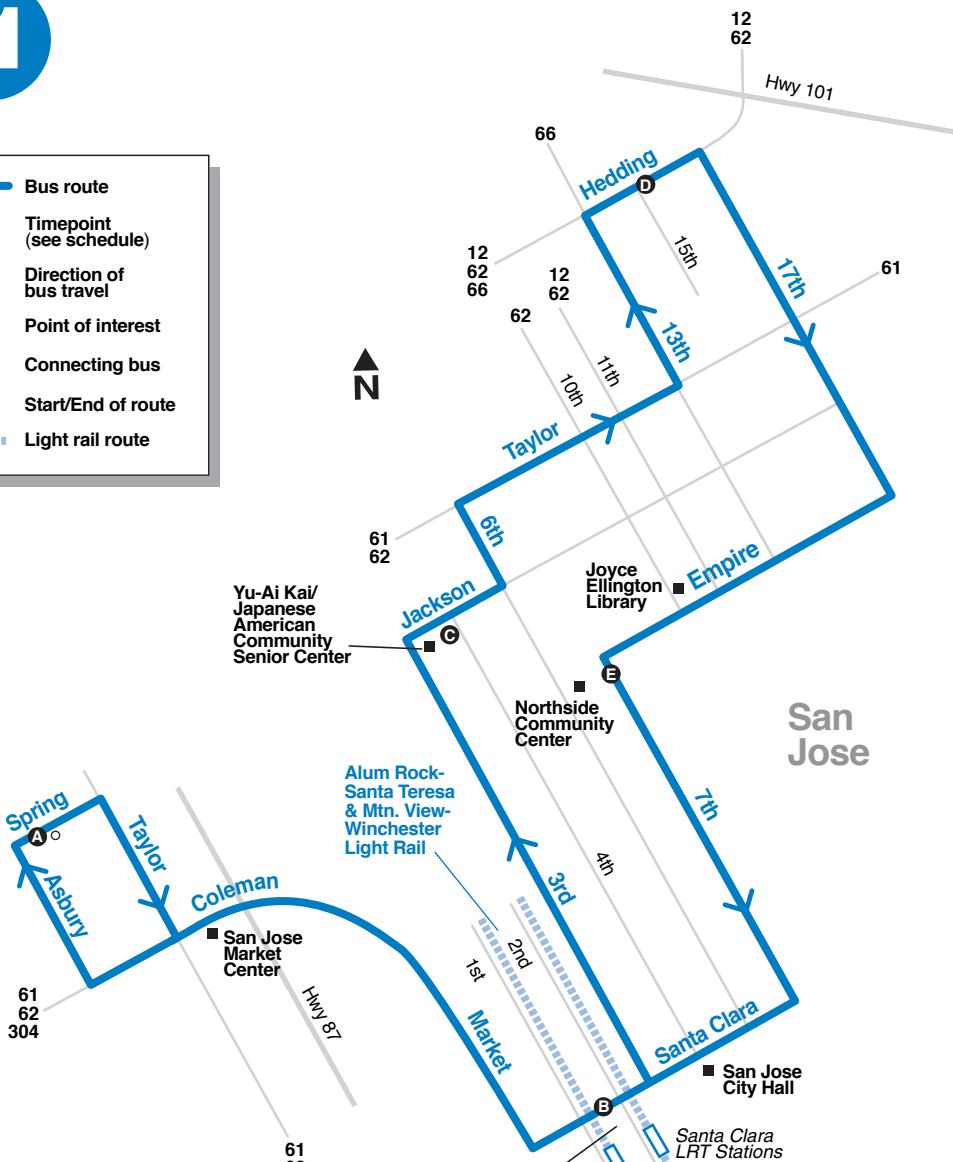 12
62
Hwy 101
66
Hedding
D
Bus route
Timepoint
(see schedule)
Direction of
bus travel
Point of interest
Connecting bus
Start/End of route
Light rail route
15th
17th
61
12
62
66
12
62
62
13th
11th
10th
N
Taylor
6th
61
62
Joyce
Ellington
Library
Empire
Yu-Ai Kai/
Japanese
American
Community
Senior Center
Jackson
C
E
Northside
Community
Center
San
Jose
Alum Rock-
Santa Teresa
& Mtn. View-
Winchester
Light Rail
7th
Spring
A
Taylor
Asbury
Coleman
4th
3rd
San Jose
Market
Center
2nd
1st
61
62
304
Hwy 87
Market
Santa Clara
San Jose
City Hall
B
Santa Clara
LRT Stations
61